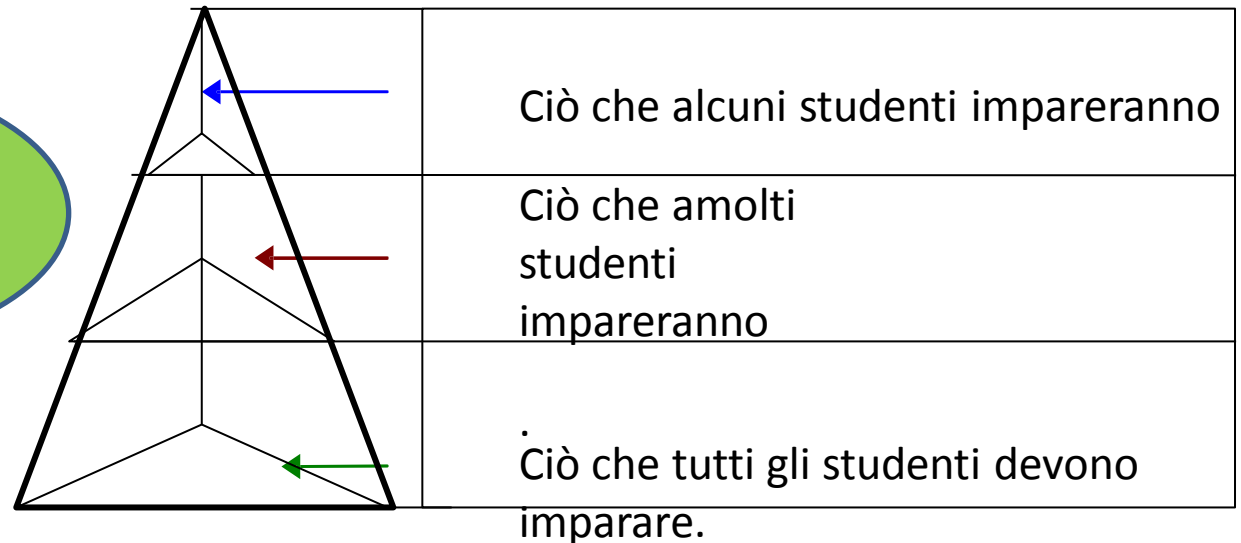 Ciò che alcuni studenti impareranno
Ciò che amolti
studenti
impareranno
.
Ciò che tutti gli studenti devono
imparare.